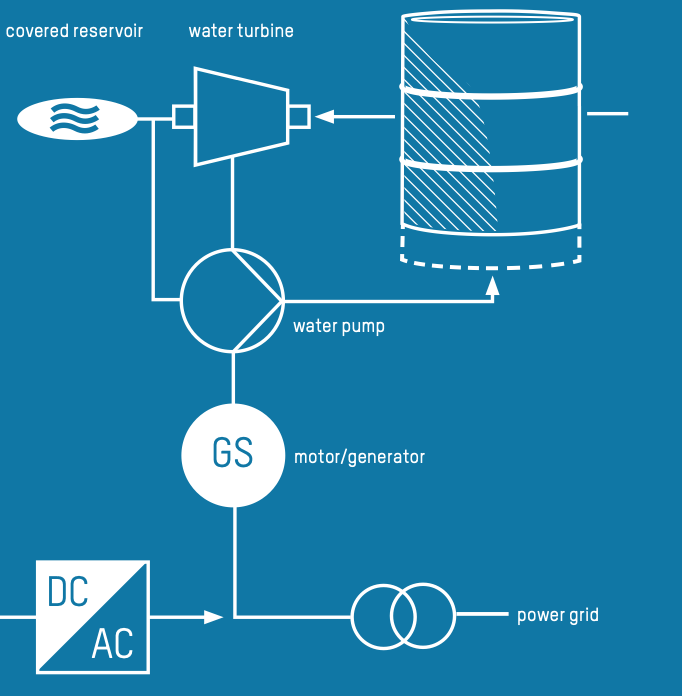 covered reservoir
water turbine
water pump
GS
motor/generator
DC
AC
power grid